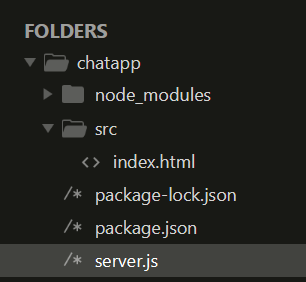 FOLDERS
chatapp
node_modules
src
<> index.html
/* package-lock.json
/* package.json
/* server.js